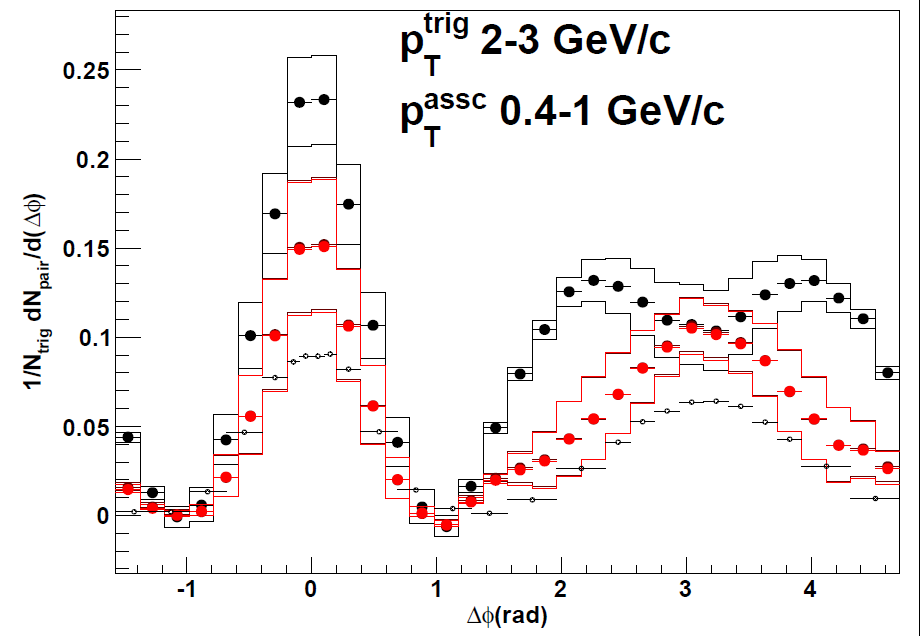 p_T^trig 2-3 GeV/c
p_T^assc 0.4-1 GeV/c
1/N_trig dN_pair/d(Δϕ)
0.25
0.2
0.15
0.1
0.05
0
-1 0 1 2 3 4
Δϕ(rad)